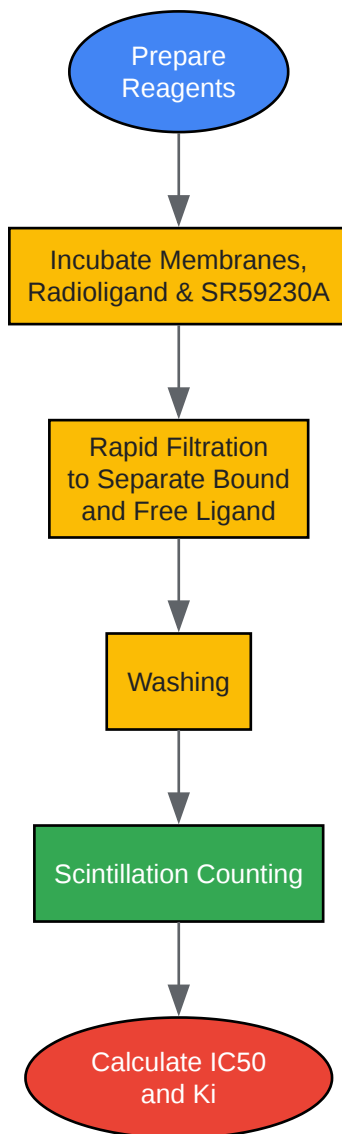 Prepare
Reagents
Incubate Membranes,
Radioligand & SR59230A
Rapid Filtration
to Separate Bound
and Free Ligand
Washing
Scintillation Counting
Calculate IC50
and Ki